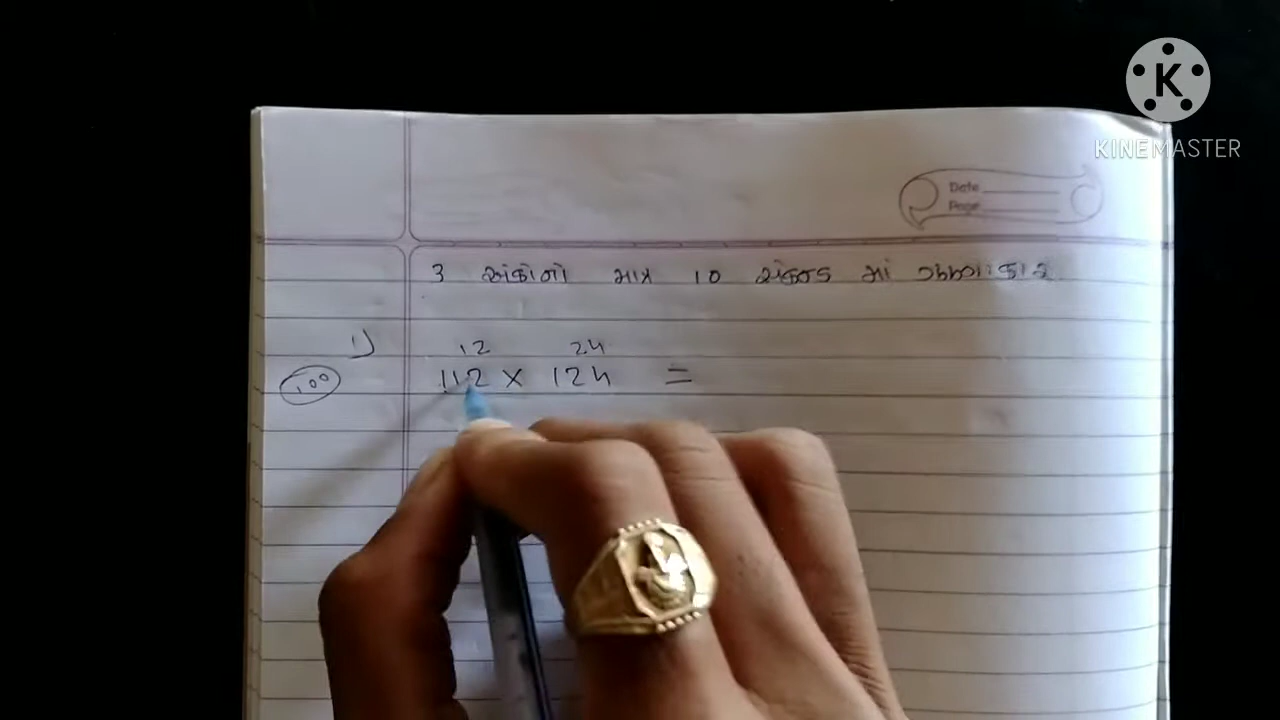 K
KINEMASTER
Date
Page
3 અંકોનો માત્ર 10 સેકન્ડ માં ગુણાકાર
1) 12 24
100 112 x 124 =